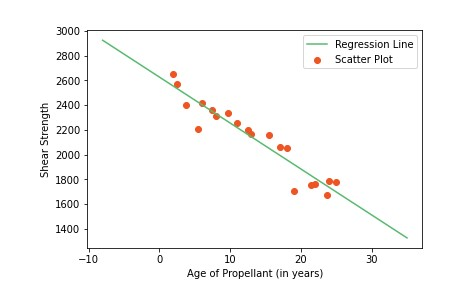 3000
2800
2600
2400
2200
2000
1800
1600
1400
Shear Strength
Regression Line
Scatter Plot
−10 0 10 20 30
Age of Propellant (in years)